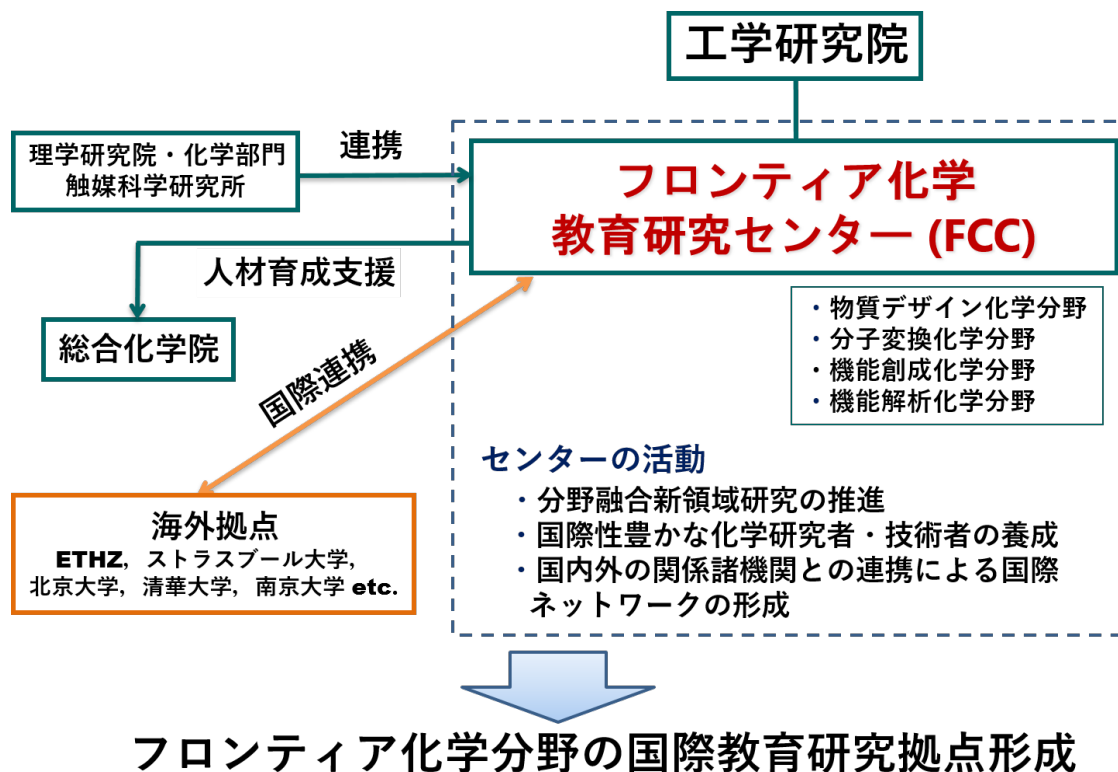 工学研究院
理学研究院・化学部門
触媒科学研究所
連携
フロンティア化学
教育研究センター (FCC)
人材育成支援
総合化学院
国際連携
・物質デザイン化学分野
・分子変換化学分野
・機能創成化学分野
・機能解析化学分野
センターの活動
・分野融合新領域研究の推進
・国際性豊かな化学研究者・技術者の養成
・国内外の関係諸機関との連携による国際
ネットワークの形成
海外拠点
ETHZ, ストラスブール大学,
北京大学, 清華大学, 南京大学 etc.
フロンティア化学分野の国際教育研究拠点形成